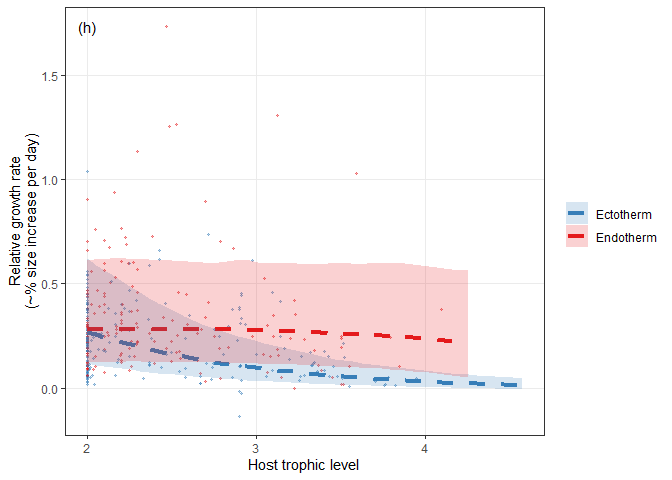 (h)
1.5
1.0
0.5
0.0
Relative growth rate
(~% size increase per day)
2
3
4
Host trophic level
Ectotherm
Endotherm